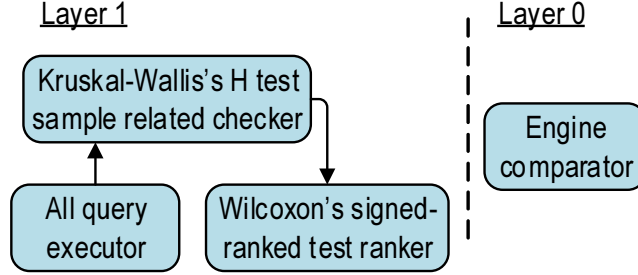 Layer 1
Layer 0
Kruskal-Wallis's H test
sample related checker
Engine
comparator
All query
executor
Wilcoxon's signed-
ranked test ranker